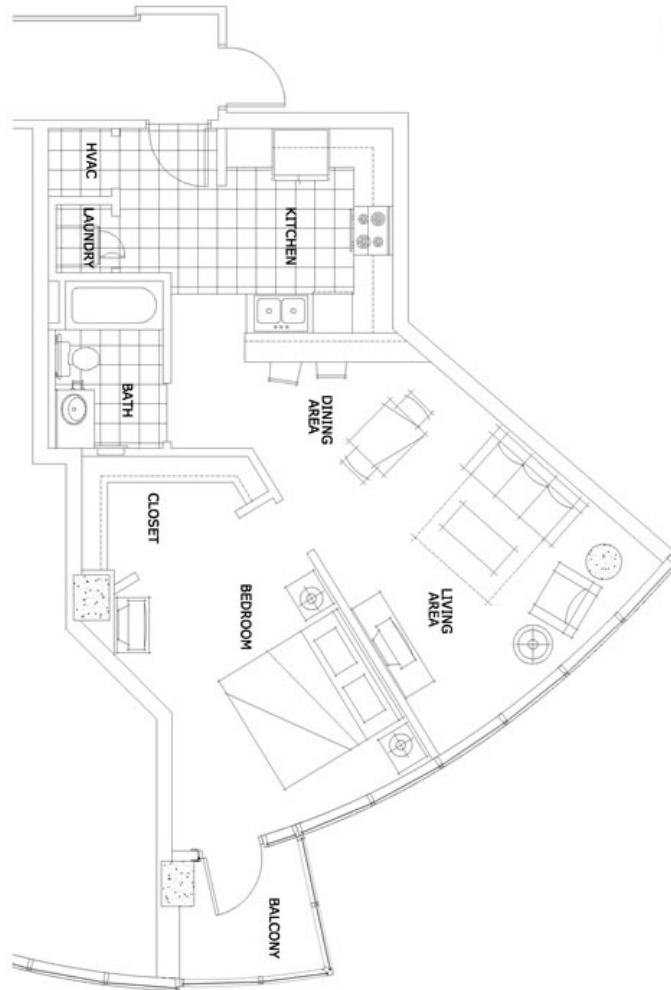 HVAC
LAUNDRY
KITCHEN
BATH
DINING
AREA
CLOSET
BEDROOM
LIVING
AREA
BALCONY